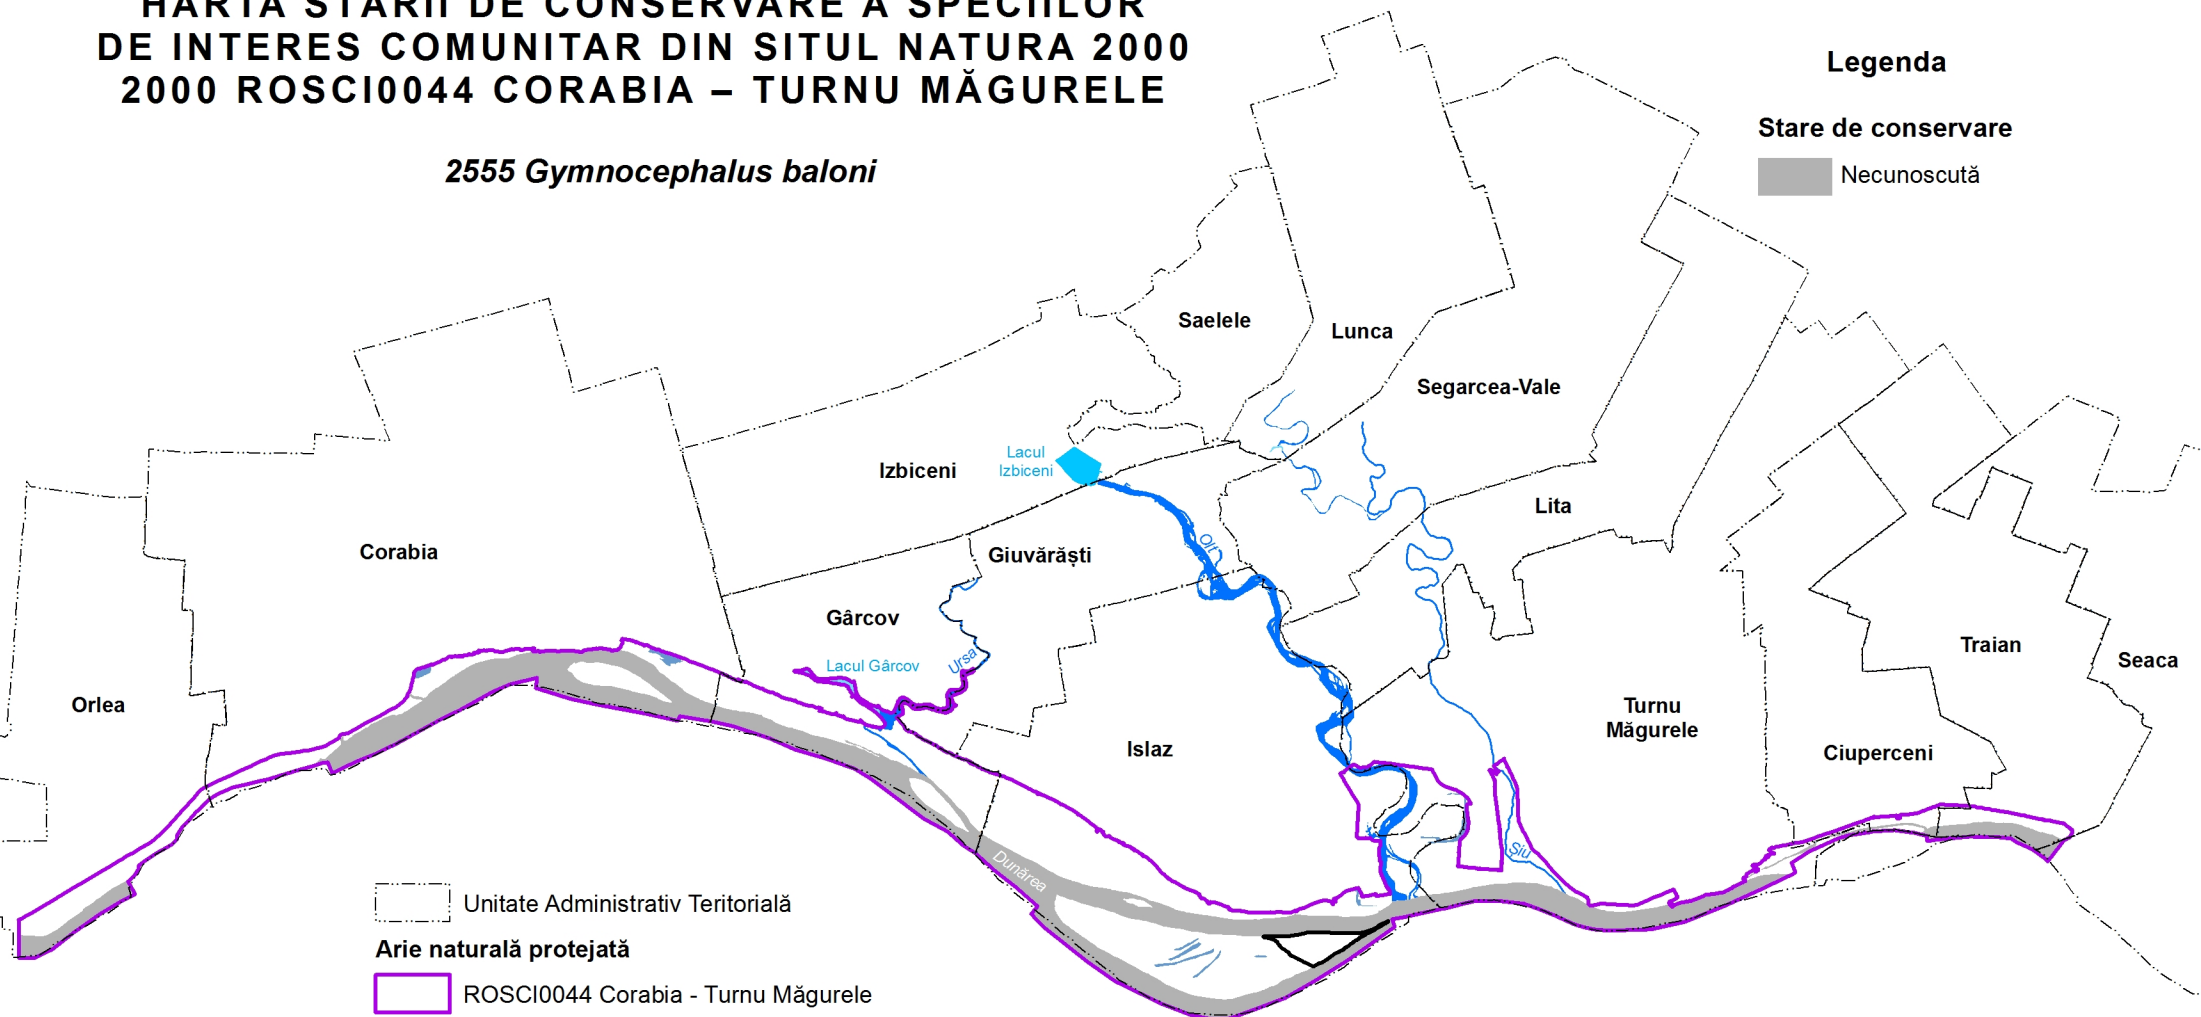 HARTA STĂRII DE CONSERVARE A SPECIILOR
DE INTERES COMUNITAR DIN SITUL NATURA 2000
2000 ROSCI0044 CORABIA – TURNU MĂGURELE
2555 Gymnocephalus baloni
Legenda
Stare de conservare
Necunoscută
Saelele
Lunca
Segarcea-Vale
Izbiceni
Lacul
Izbiceni
Lita
Corabia
Giuvărăști
Olt
Gârcov
Lacul Gârcov
Ursa
Orlea
Islaz
Turnu
Măgurele
Traian
Seaca
Ciuperceni
Șiu
Dunărea
Unitate Administrativ Teritorială
Arie naturală protejată
ROSCI0044 Corabia - Turnu Măgurele